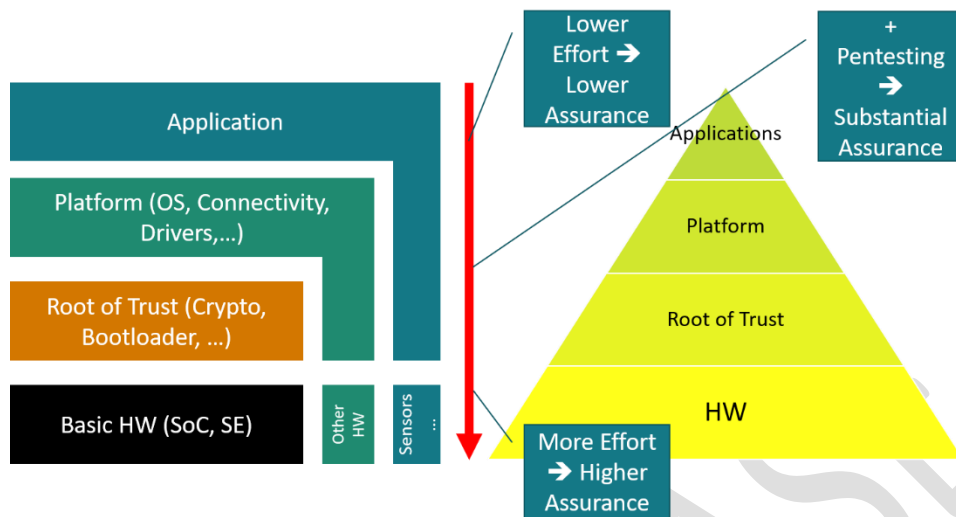 Application
Platform (OS, Connectivity,
Drivers,...)
Root of Trust (Crypto,
Bootloader, ...)
Basic HW (SoC, SE)
Other
HW
Sensors
...
Lower
Effort ➔
Lower
Assurance
+
Pentesting
➔
Substantial
Assurance
More Effort
➔ Higher
Assurance
Applications
Platform
Root of Trust
HW